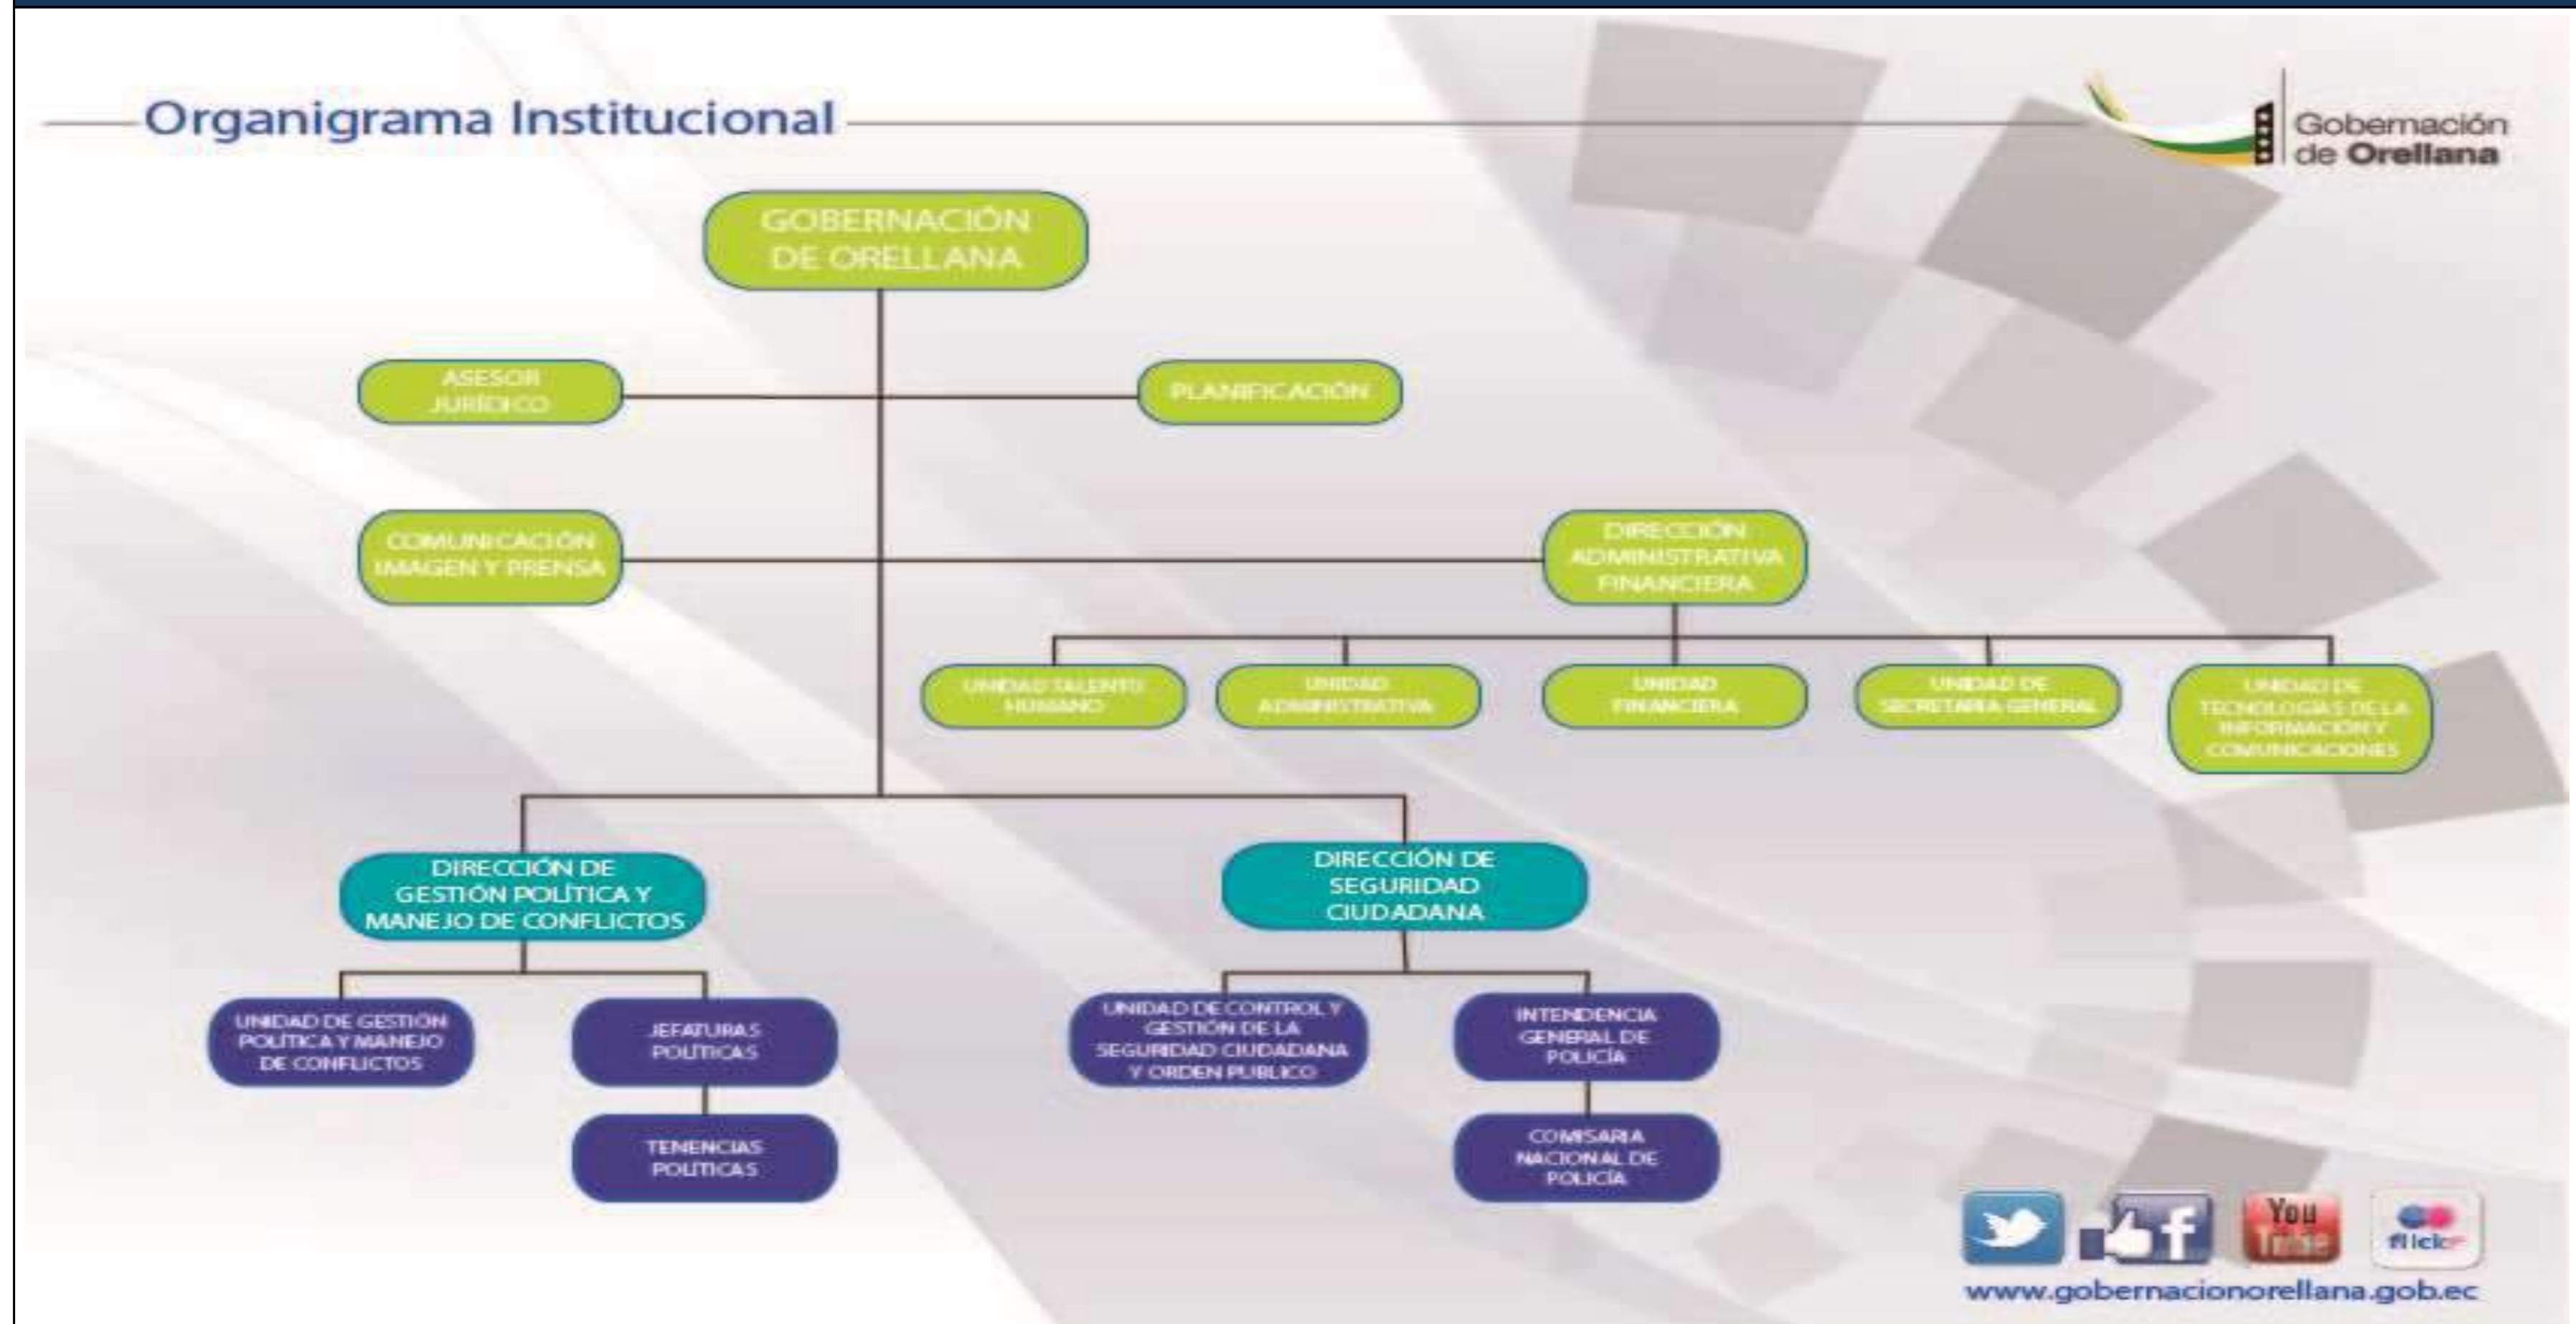 Organigrama Institucional
Gobernación
de Orellana
GOBERNACIÓN
DE ORELLANA
ASESOR
JURÍDICO
PLANIFICACIÓN
COMUNICACIÓN
IMAGEN Y PRENSA
DIRECCIÓN
ADMINISTRATIVA
FINANCIERA
UNIDAD TALENTO
HUMANO
UNIDAD
ADMINISTRATIVA
UNIDAD
FINANCIERA
UNIDAD DE
SECRETARIA GENERAL
UNIDAD DE
TECNOLOGÍAS DE LA
INFORMACIÓN Y
COMUNICACIONES
DIRECCIÓN DE
GESTIÓN POLÍTICA Y
MANEJO DE CONFLICTOS
DIRECCIÓN DE
SEGURIDAD
CIUDADANA
UNIDAD DE GESTIÓN
POLÍTICA Y MANEJO
DE CONFLICTOS
JEFATURAS
POLÍTICAS
UNIDAD DE CONTROL Y
GESTIÓN DE LA
SEGURIDAD CIUDADANA
Y ORDEN PUBLICO
INTENDENCIA
GENERAL DE
POLICÍA
TENENCIAS
POLÍTICAS
COMISARIA
NACIONAL DE
POLICÍA
You
Tube
flickr
www.gobernacionorellana.gob.ec